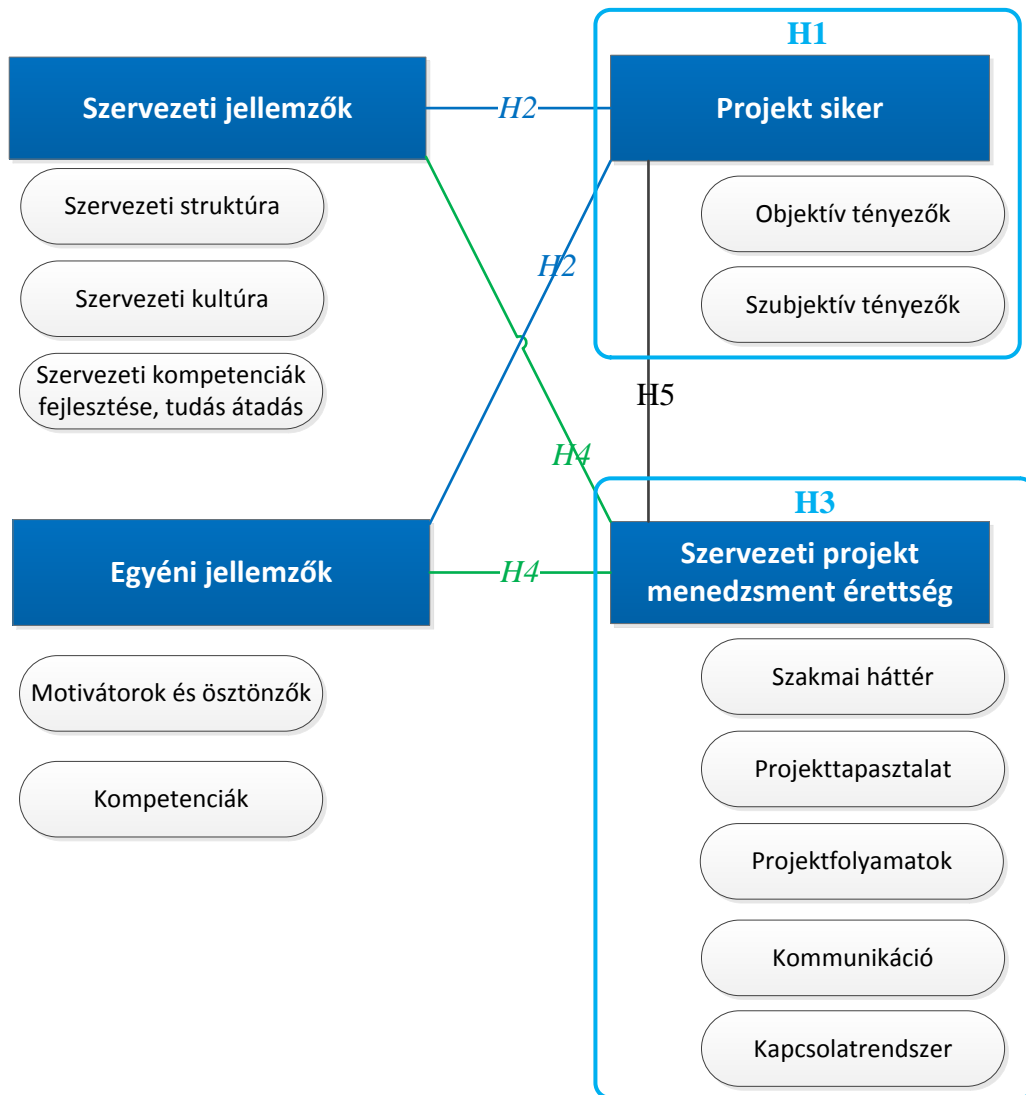 H1
Szervezeti jellemzők
H2
Projekt siker
Szervezeti struktúra
Objektív tényezők
H2
Szervezeti kultúra
Szubjektív tényezők
Szervezeti kompetenciák
fejlesztése, tudás átadás
H5
H4
H3
Egyéni jellemzők
H4
Szervezeti projekt
menedzsment érettség
Motivátorok és ösztönzők
Szakmai háttér
Kompetenciák
Projekttapasztalat
Projektfolyamatok
Kommunikáció
Kapcsolatrendszer